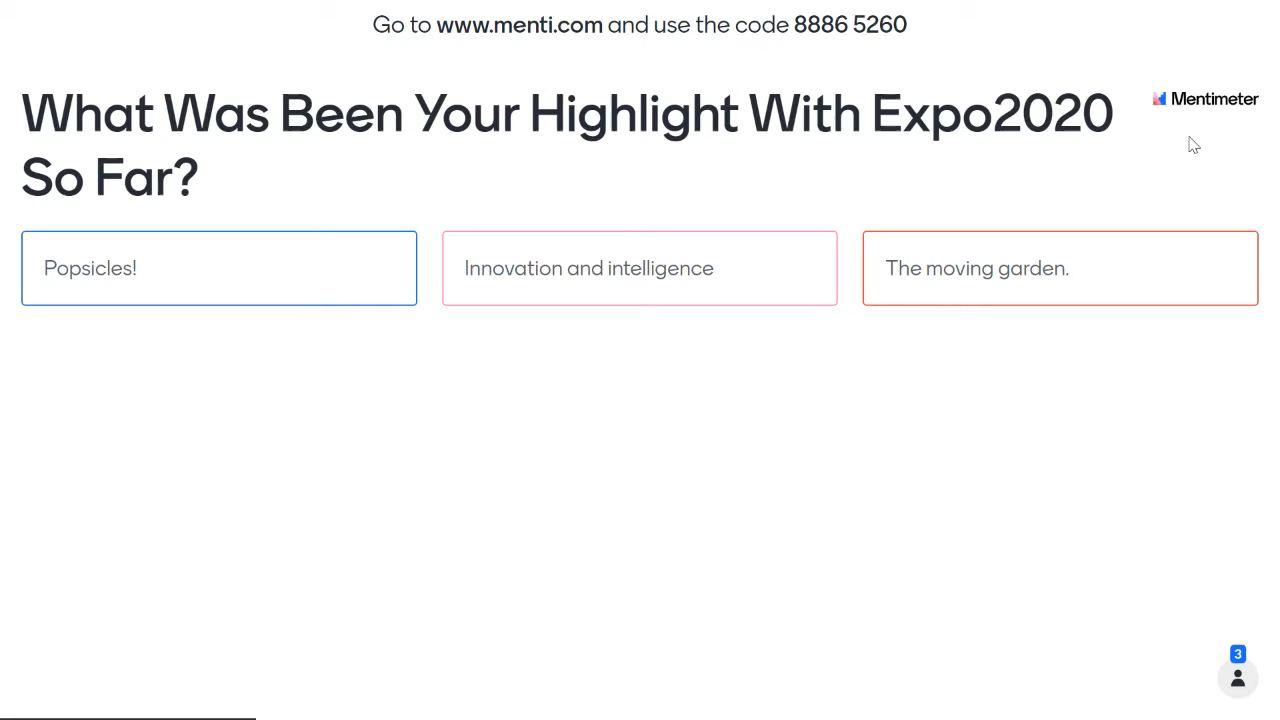 Go to www.menti.com and use the code 8886 5260
What Was Been Your Highlight With Expo2020
So Far?
Mentimeter
Popsicles!
Innovation and intelligence
The moving garden.
3